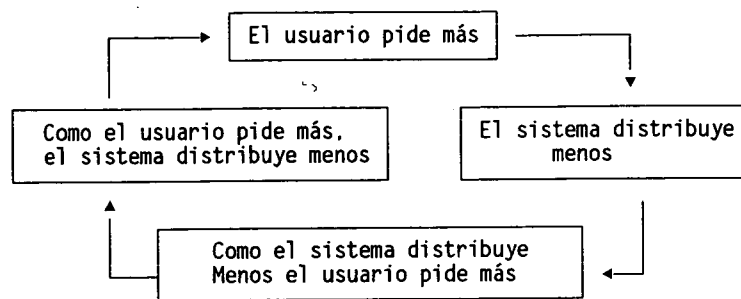 El usuario pide más
Como el usuario pide más,
el sistema distribuye menos
El sistema distribuye
menos
Como el sistema distribuye
Menos el usuario pide más